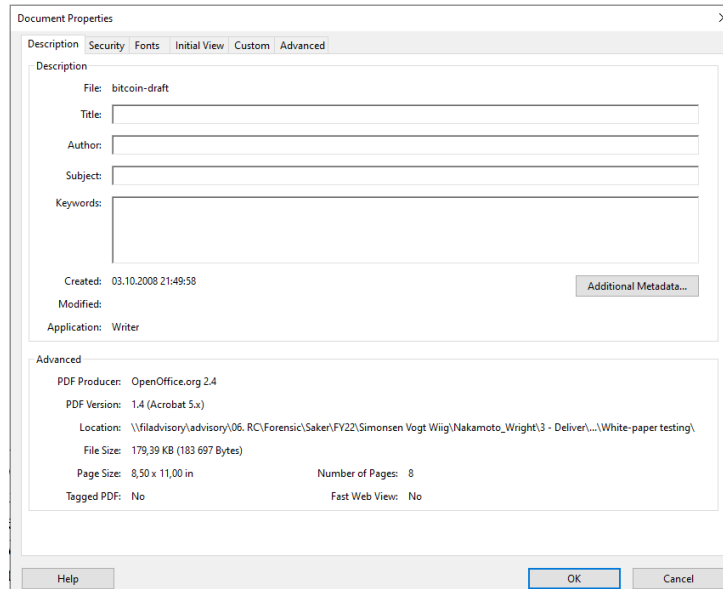 Document Properties
Description Security Fonts Initial View Custom Advanced
Description
File: bitcoin-draft
Title:
Author:
Subject:
Keywords:
Created: 03.10.2008 21:49:58
Additional Metadata...
Modified:
Application: Writer
Advanced
PDF Producer: OpenOffice.org 2.4
PDF Version: 1.4 (Acrobat 5.x)
Location: \\filadvisory\advisory\06. RC\Forensic\Saker\FY22\Simonsen Vogt Wiig\Nakamoto_Wright\3 - Deliver\...\White-paper testing\
File Size: 179,39 KB (183 697 Bytes)
Page Size: 8,50 x 11,00 in Number of Pages: 8
Tagged PDF: No Fast Web View: No
Help OK Cancel